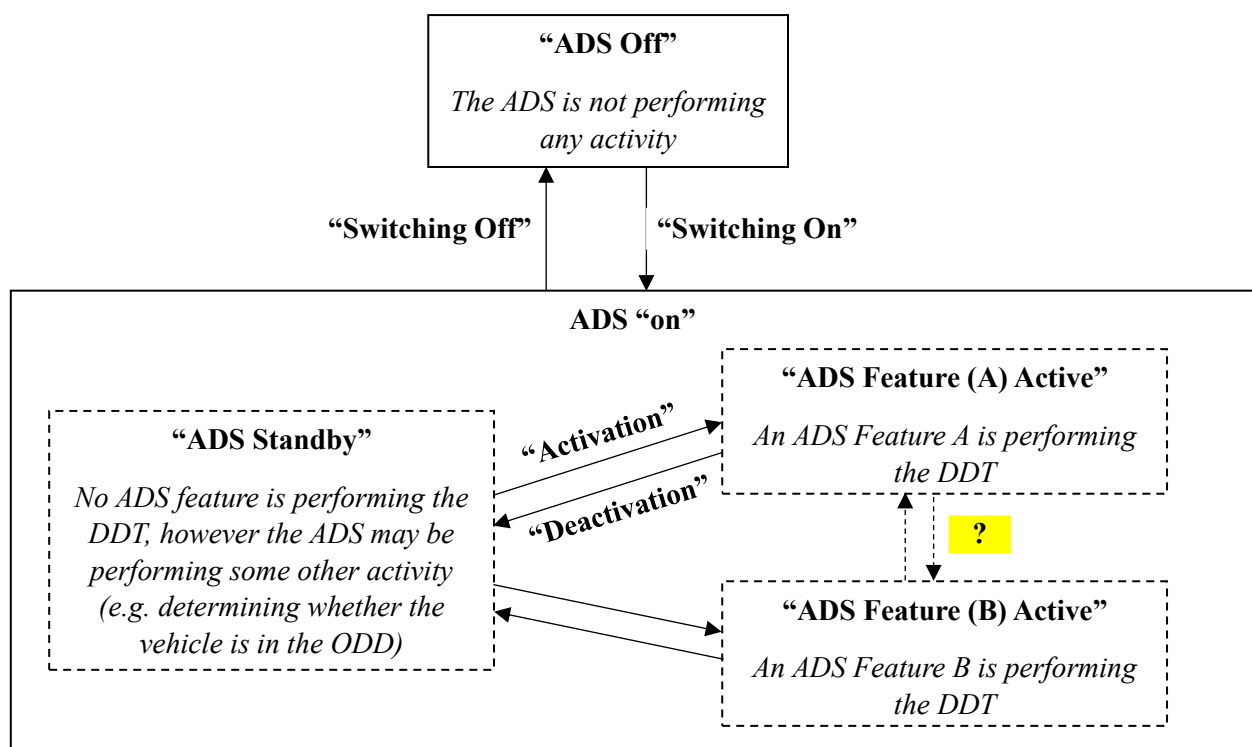 “ADS Off”
The ADS is not performing
any activity
“Switching Off”
“Switching On”
ADS “on”
“ADS Standby”
No ADS feature is performing the
DDT, however the ADS may be
performing some other activity
(e.g. determining whether the
vehicle is in the ODD)
“Activation”
“Deactivation”
“ADS Feature (A) Active”
An ADS Feature A is performing
the DDT
?
“ADS Feature (B) Active”
An ADS Feature B is performing
the DDT